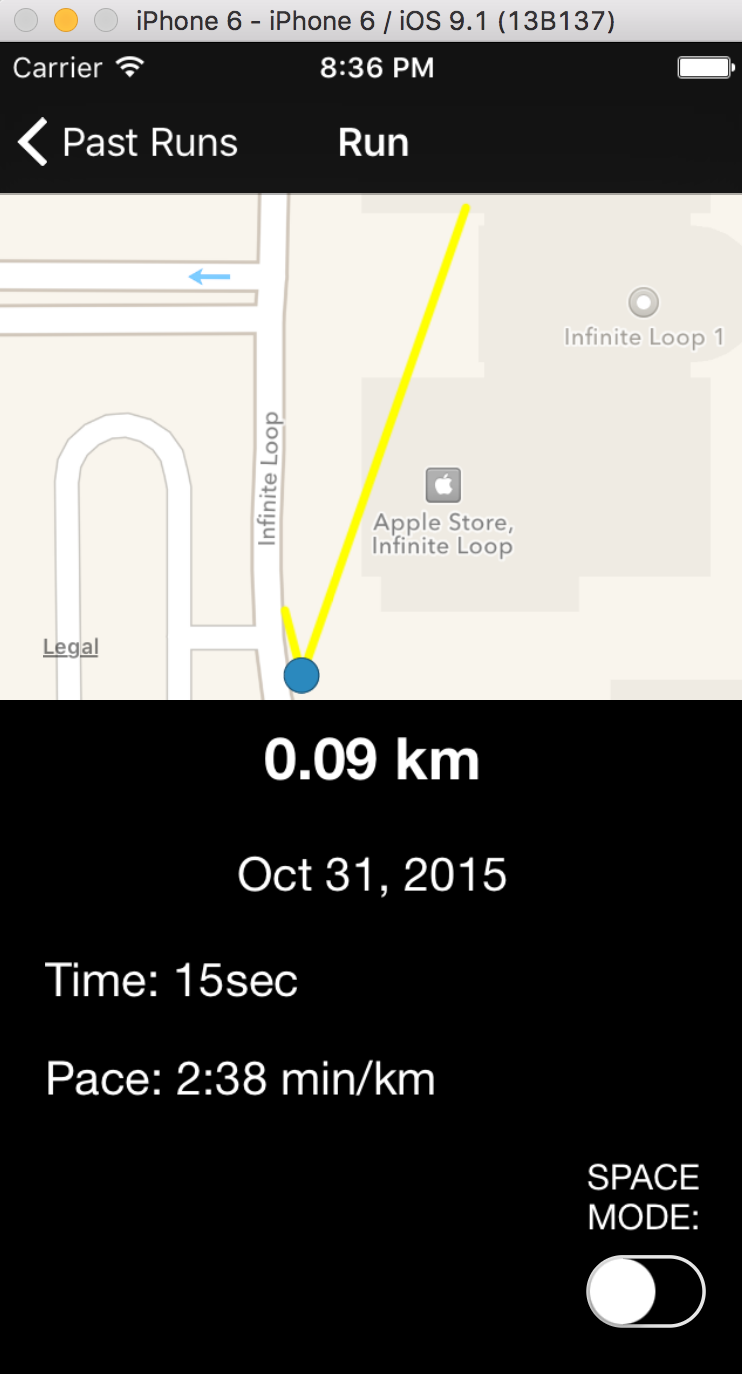 iPhone 6 - iPhone 6 / iOS 9.1 (13B137)
Carrier 8:36 PM
Past Runs Run
Infinite Loop 1
Infinite Loop
Apple Store,
Infinite Loop
Legal
0.09 km
Oct 31, 2015
Time: 15sec
Pace: 2:38 min/km
SPACE
MODE: